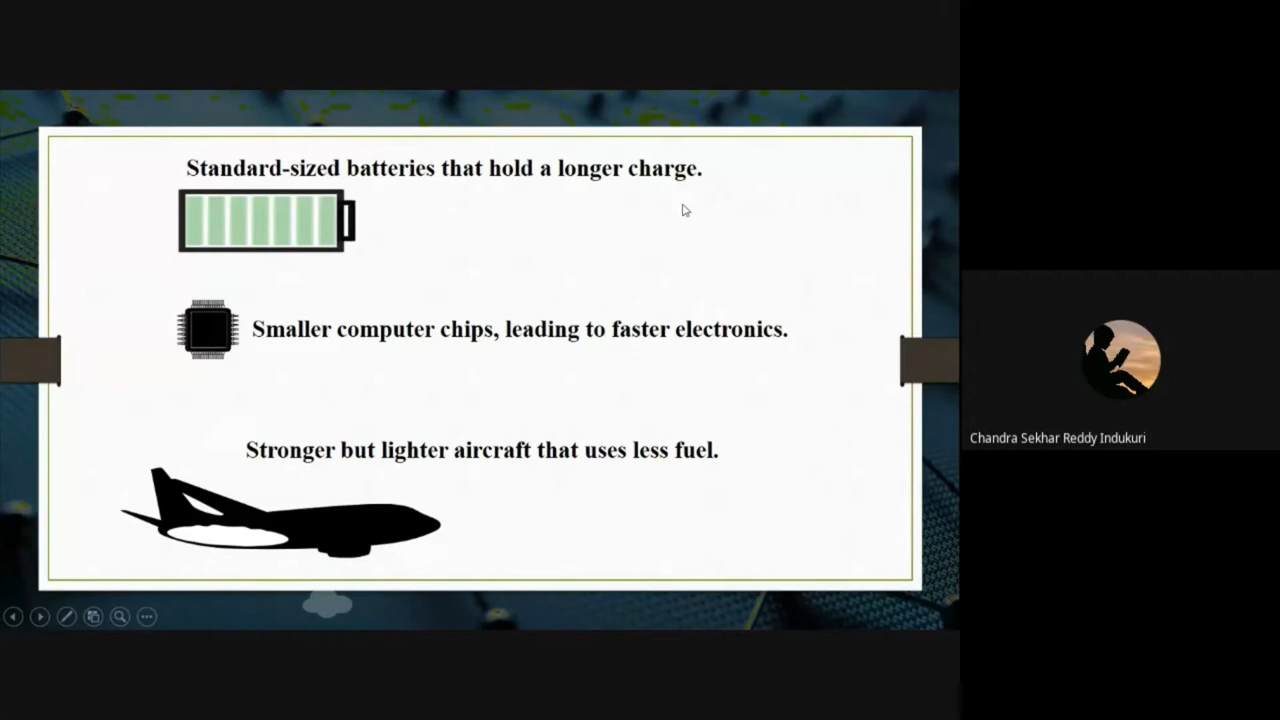 Standard-sized batteries that hold a longer charge.
Smaller computer chips, leading to faster electronics.
Stronger but lighter aircraft that uses less fuel.
Chandra Sekhar Reddy Indukuri